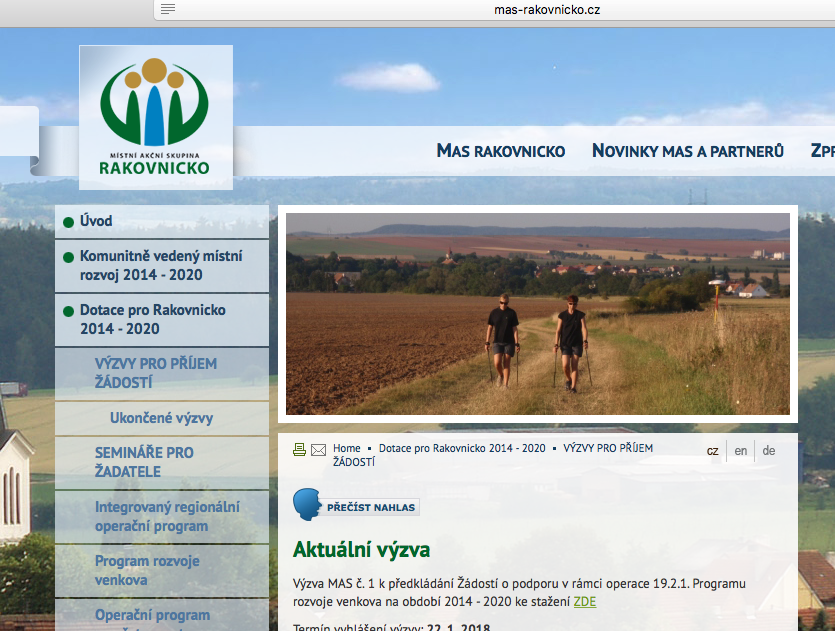 mas-rakovnicko.cz
MÍSTNÍ AKČNÍ SKUPINA
RAKOVNICKO
MAS RAKOVNICKO
NOVINKY MAS A PARTNERŮ
Úvod
Komunitně vedený místní
rozvoj 2014 - 2020
Dotace pro Rakovnicko
2014 - 2020
VÝZVY PRO PŘÍJEM
ŽÁDOSTÍ
Ukončené výzvy
SEMINÁŘE PRO
ŽADATELE
Integrovaný regionální
operační program
Program rozvoje
venkova
Operační program
Home ▪ Dotace pro Rakovnicko 2014 - 2020 ▪ VÝZVY PRO PŘÍJEM
ŽÁDOSTÍ
cz en de
PŘEČÍST NAHLAS
Aktuální výzva
Výzva MAS č. 1 k předkládání Žádostí o podporu v rámci operace 19.2.1. Programu
rozvoje venkova na období 2014 - 2020 ke stažení ZDE
Termín vyhlášení výzvy: 22. 1. 2018